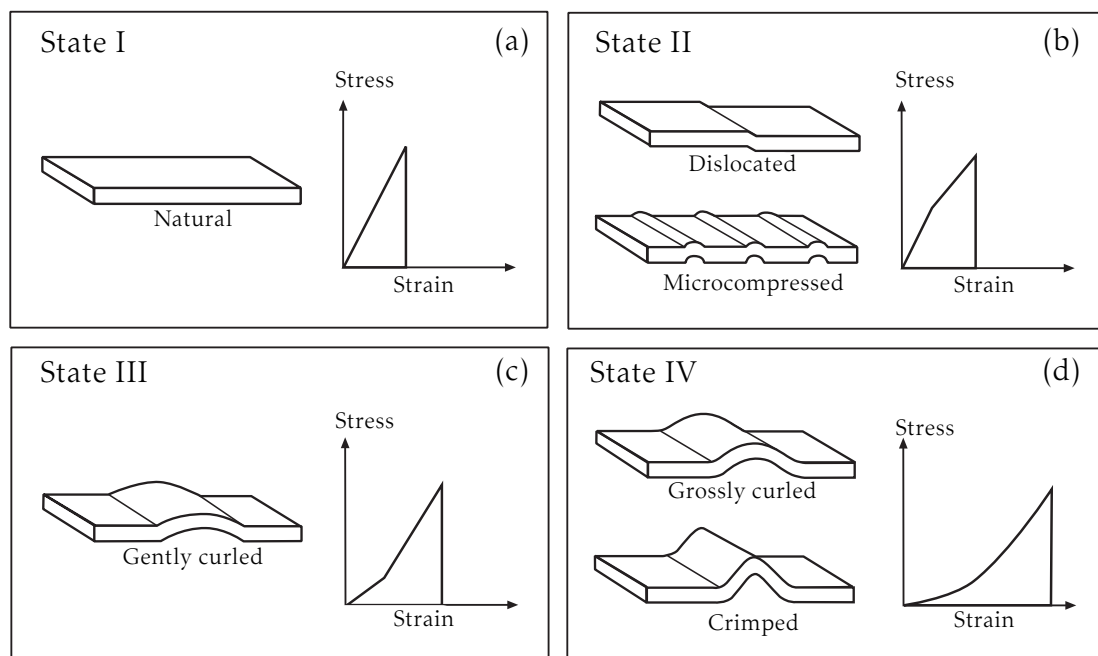 State I
(a)
Stress
Natural
Strain
State II
(b)
Stress
Dislocated
Microcompressed
Strain
State III
(c)
Stress
Gently curled
Strain
State IV
(d)
Stress
Grossly curled
Crimped
Strain